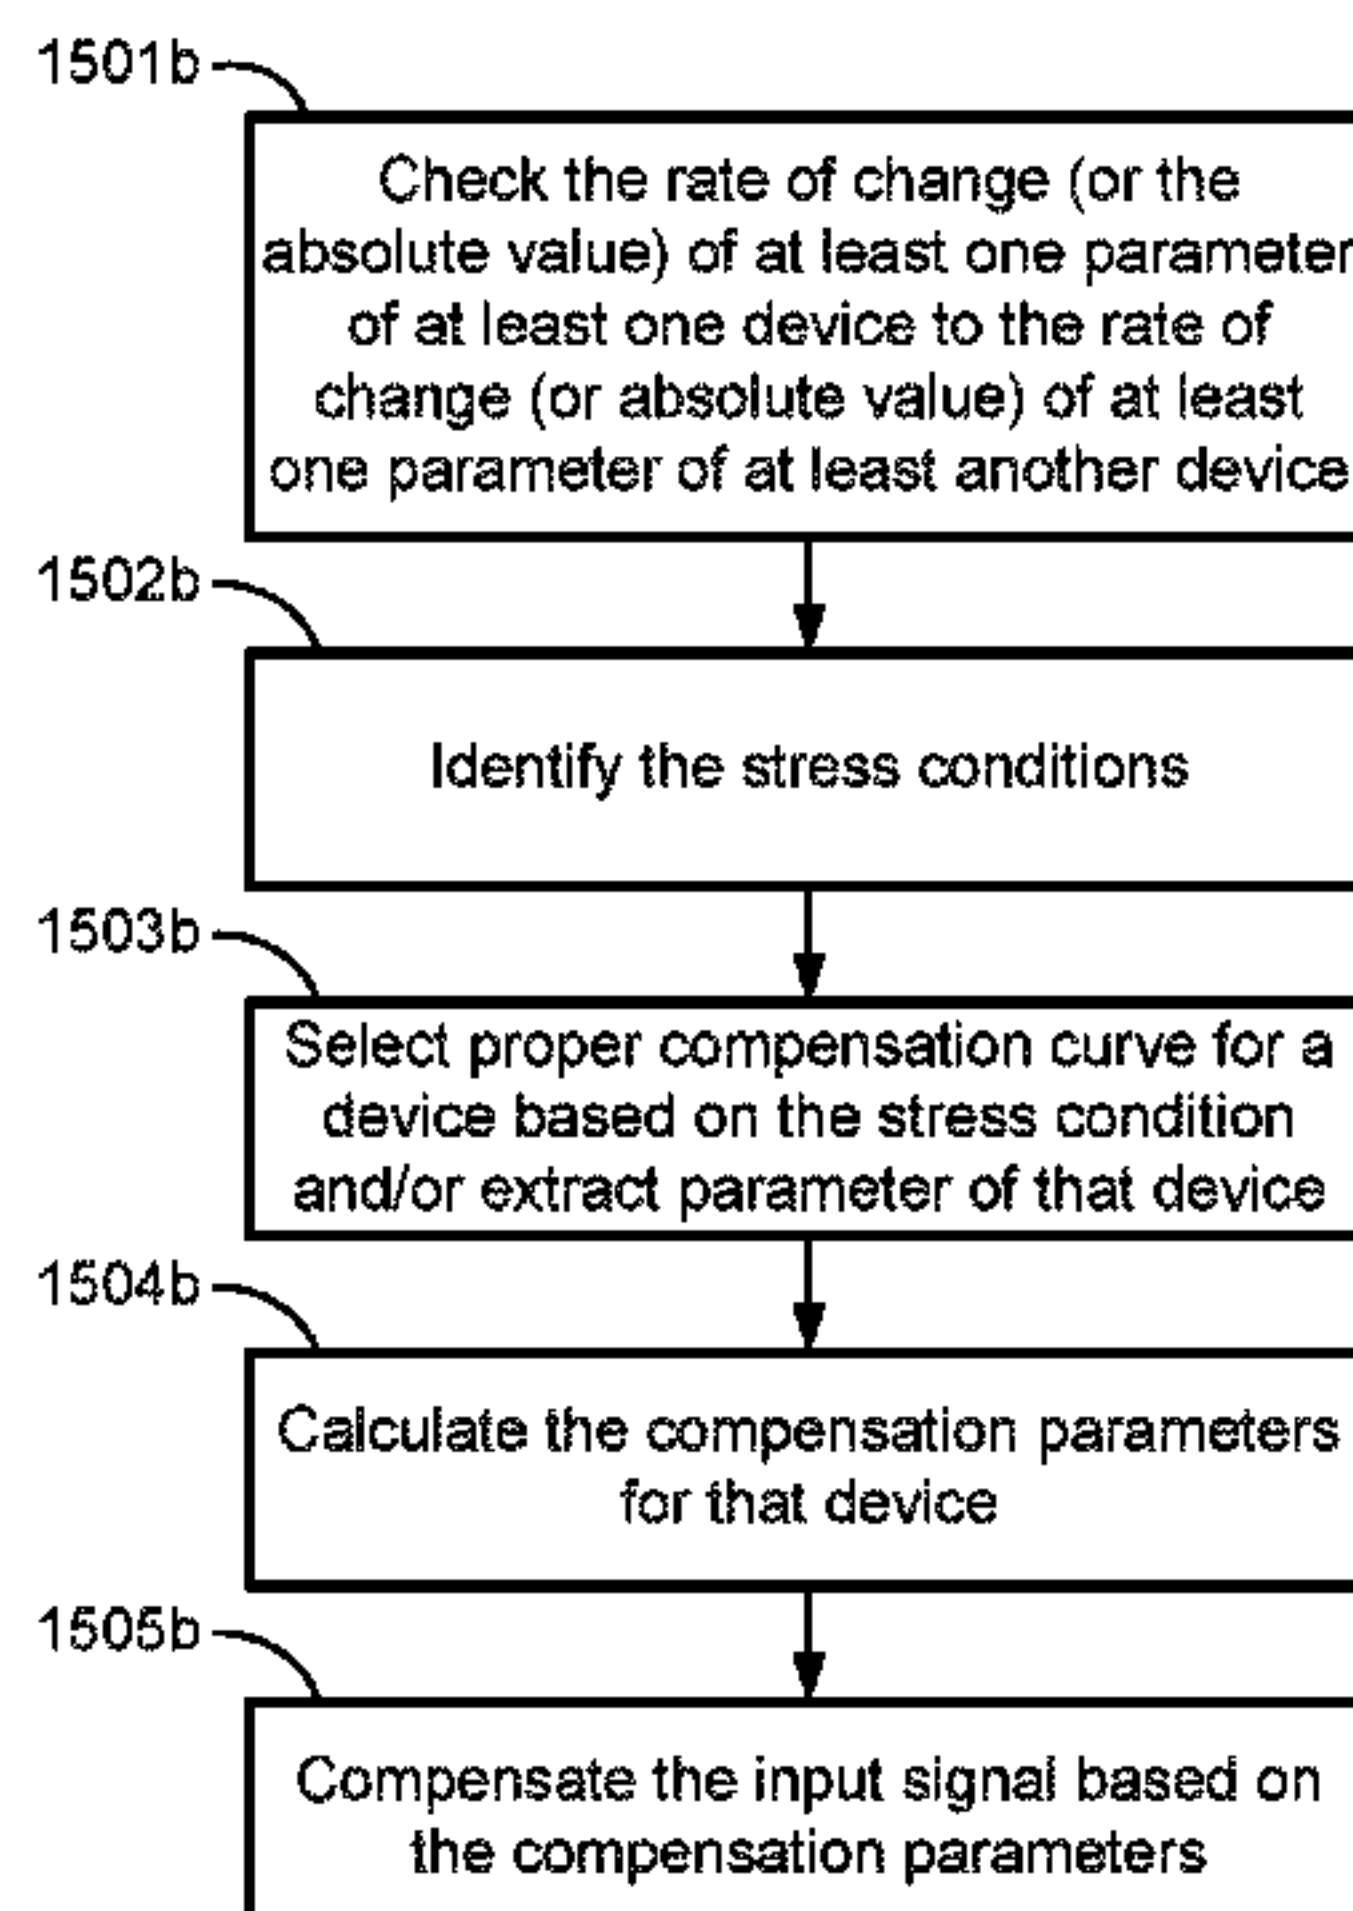 1501b
Check the rate of change (or the
absolute value) of at least one parameter
of at least one device to the rate of
change (or absolute value) of at least
one parameter of at least another device
1502b
Identify the stress conditions
1503b
Select proper compensation curve for a
device based on the stress condition
and/or extract parameter of that device
1504b
Calculate the compensation parameters
for that device
1505b
Compensate the input signal based on
the compensation parameters